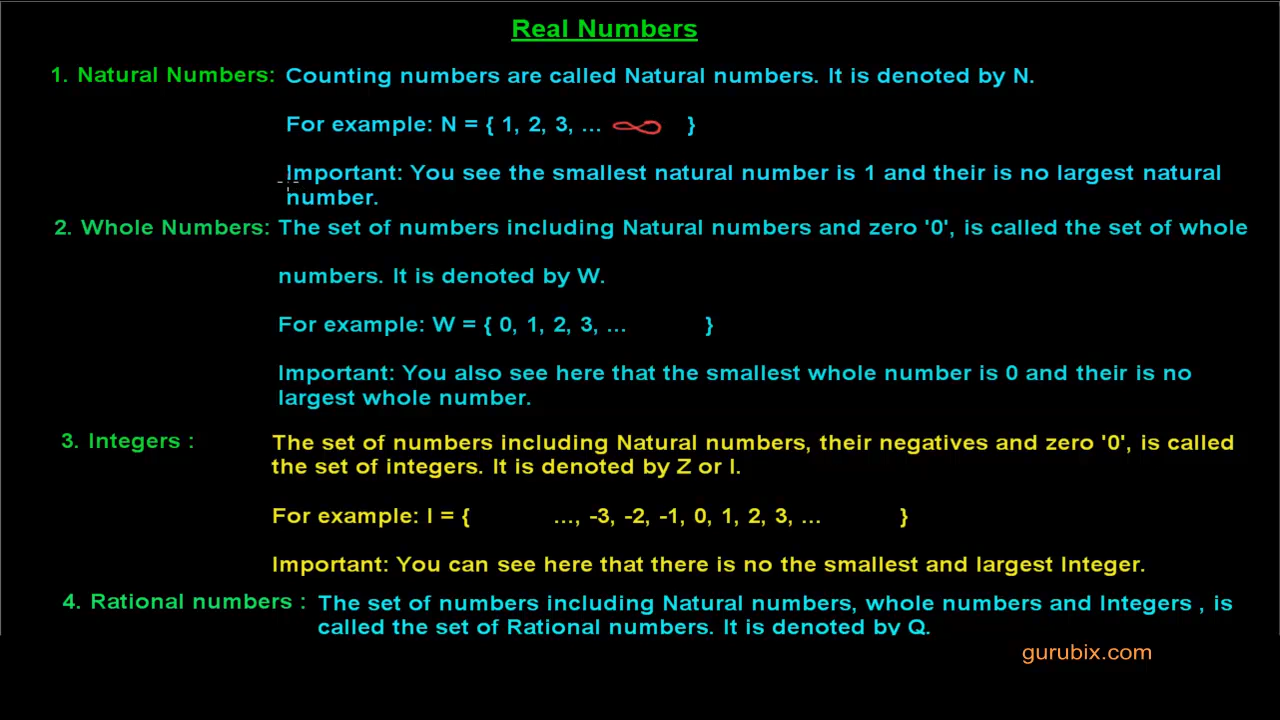 Real Numbers
1. Natural Numbers: Counting numbers are called Natural numbers. It is denoted by N.
For example: N = { 1, 2, 3, ... ∞ }
Important: You see the smallest natural number is 1 and their is no largest natural
number.
2. Whole Numbers: The set of numbers including Natural numbers and zero '0', is called the set of whole
numbers. It is denoted by W.
For example: W = { 0, 1, 2, 3, ... }
Important: You also see here that the smallest whole number is 0 and their is no
largest whole number.
3. Integers : The set of numbers including Natural numbers, their negatives and zero '0', is called
the set of integers. It is denoted by Z or I.
For example: I = { ..., -3, -2, -1, 0, 1, 2, 3, ... }
Important: You can see here that there is no the smallest and largest Integer.
4. Rational numbers : The set of numbers including Natural numbers, whole numbers and Integers , is
called the set of Rational numbers. It is denoted by Q.
gurubix.com